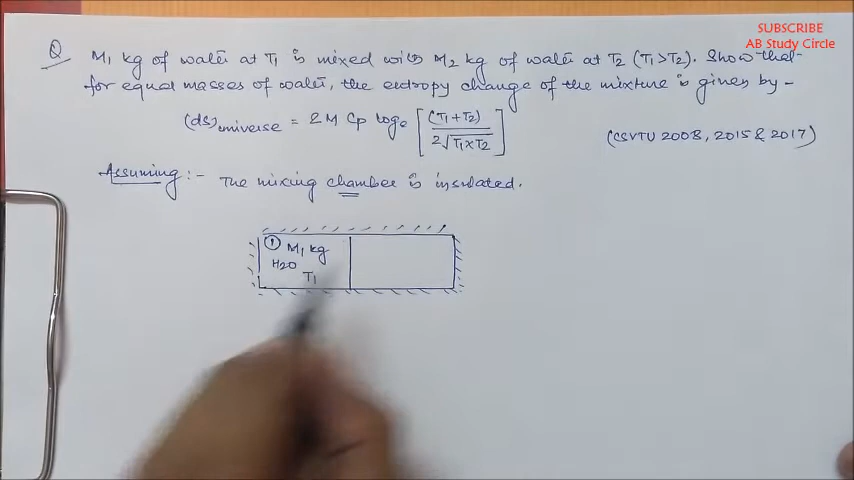 SUBSCRIBE
AB Study Circle
Q M1 kg of water at T1 is mixed with M2 kg of water at T2 (T1>T2). Show that
for equal masses of water, the entropy change of the mixture is given by -
(ds)universe = 2 M Cp loge [ (T1+T2) / 2√T1×T2 ]
(CSVTU 2008, 2015 & 2017)
Assuming :- The mixing chamber is insulated.
① M1 kg
H2O
T1